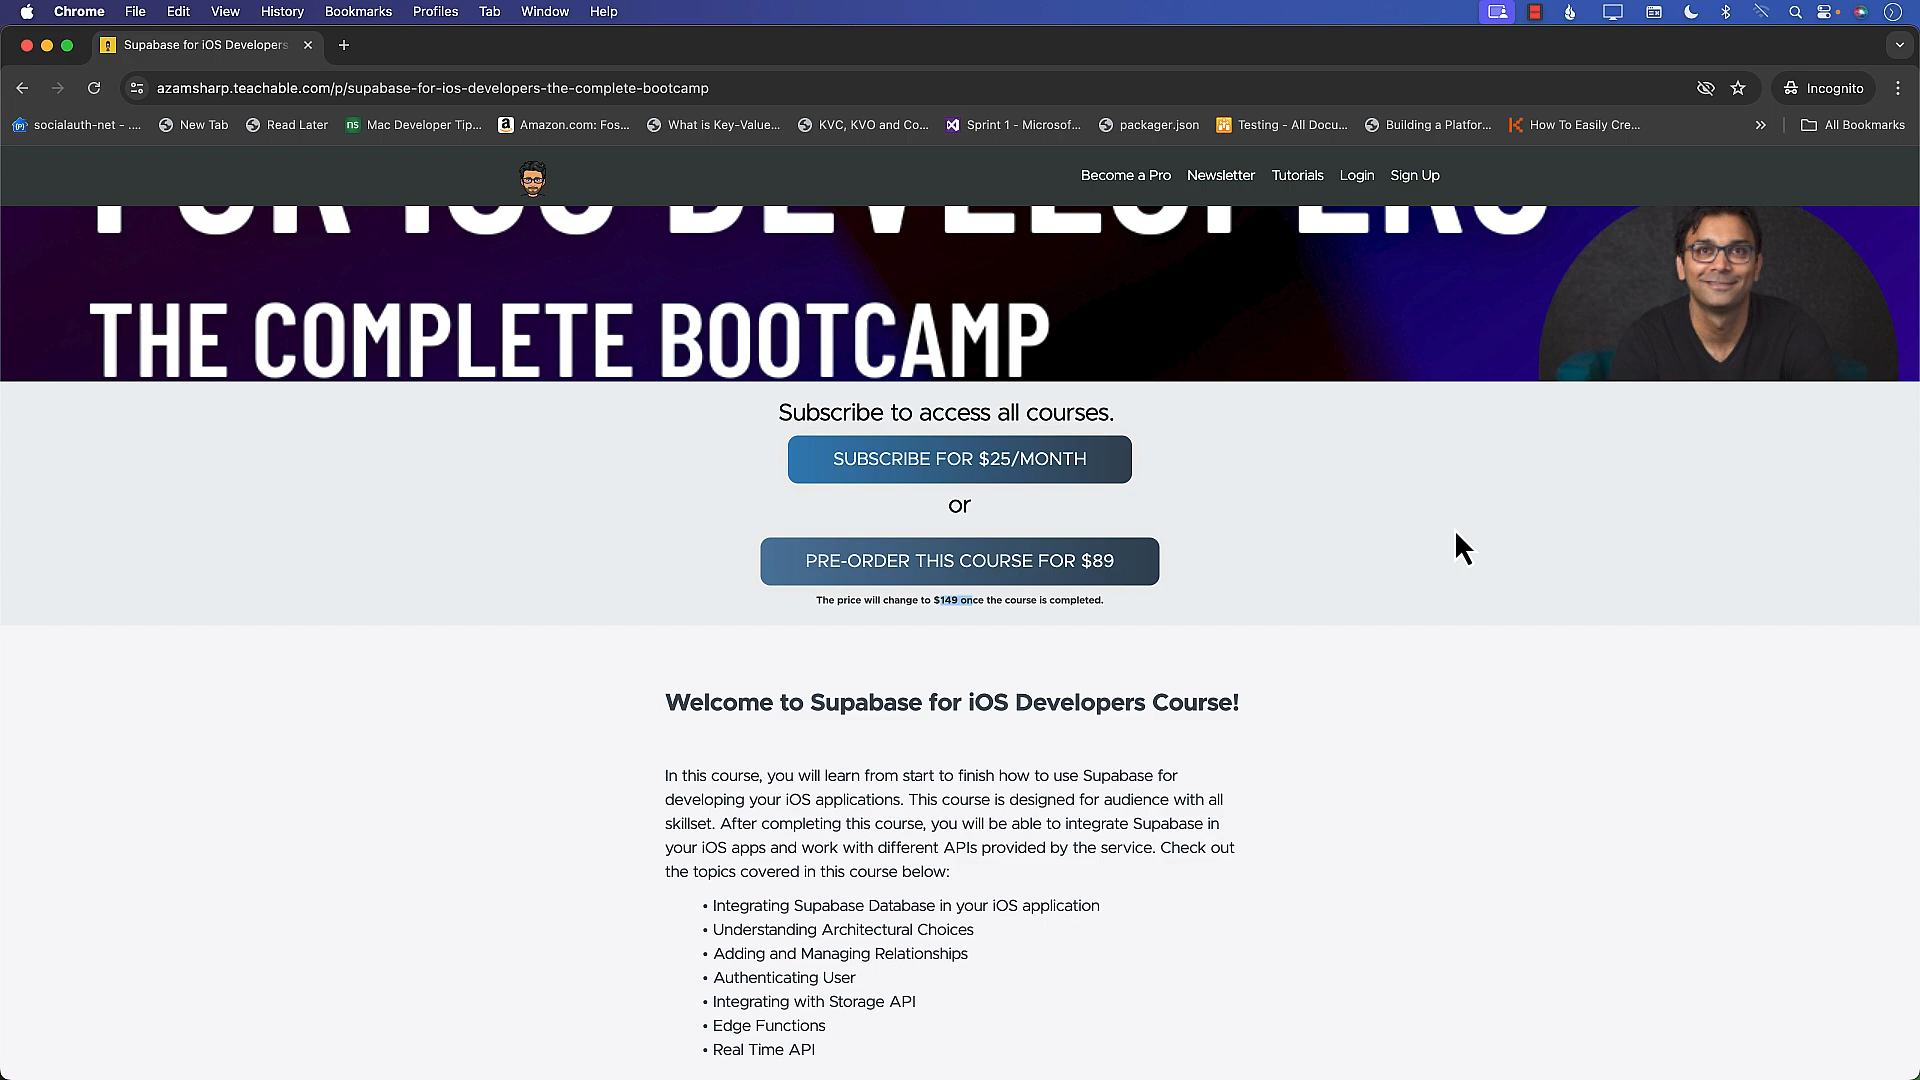 Chrome File Edit View History Bookmarks Profiles Tab Window Help
Supabase for iOS Developers
azamsharp.teachable.com/p/supabase-for-ios-developers-the-complete-bootcamp
Incognito
socialauth-net - .... New Tab Read Later ns Mac Developer Tip... Amazon.com: Fos... What is Key-Value... KVC, KVO and Co... Sprint 1 - Microsof... packager.json Testing - All Docu... Building a Platfor... How To Easily Cre... » All Bookmarks
Become a Pro Newsletter Tutorials Login Sign Up
FOR IOS DEVELOPERS
THE COMPLETE BOOTCAMP
Subscribe to access all courses.
SUBSCRIBE FOR $25/MONTH
or
PRE-ORDER THIS COURSE FOR $89
The price will change to $149 once the course is completed.
Welcome to Supabase for iOS Developers Course!
In this course, you will learn from start to finish how to use Supabase for
developing your iOS applications. This course is designed for audience with all
skillset. After completing this course, you will be able to integrate Supabase in
your iOS apps and work with different APIs provided by the service. Check out
the topics covered in this course below:
• Integrating Supabase Database in your iOS application
• Understanding Architectural Choices
• Adding and Managing Relationships
• Authenticating User
• Integrating with Storage API
• Edge Functions
• Real Time API